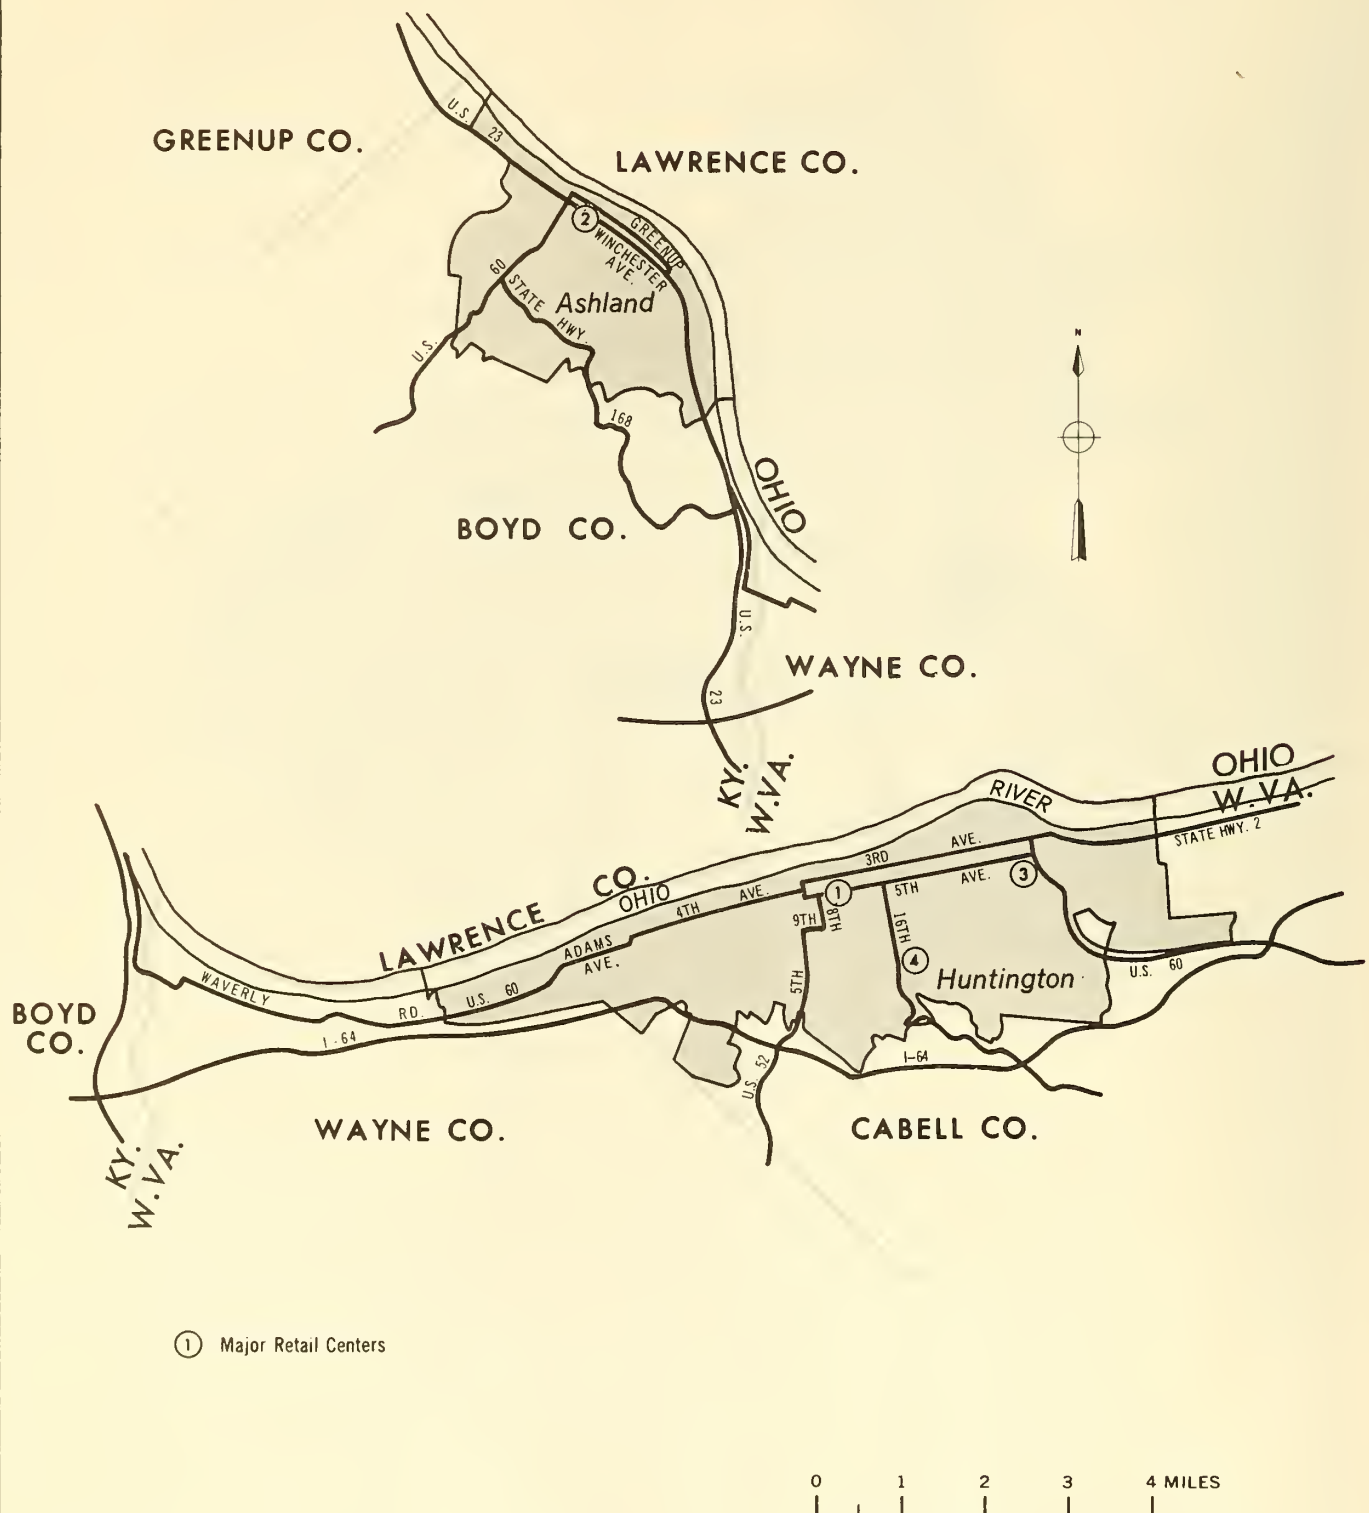 GREENUP CO.
U.S.
23
LAWRENCE CO.
2
GREENUP
WINCHESTER
AVE.
60
STATE
HWY.
Ashland
U.S.
168
N
OHIO
BOYD CO.
U.S.
WAYNE CO.
23
KY.
W.VA.
OHIO
W.VA.
RIVER
STATE HWY. 2
3RD AVE.
LAWRENCE CO.
OHIO
4TH AVE.
1
5TH AVE.
3
9TH
8TH
16TH
ADAMS
AVE.
4
Huntington
U.S. 60
WAVERLY RD.
U.S. 60
5TH
BOYD
CO.
I-64
I-64
U.S. 52
WAYNE CO.
CABELL CO.
KY.
W.VA.
1 Major Retail Centers
0 1 2 3 4 MILES